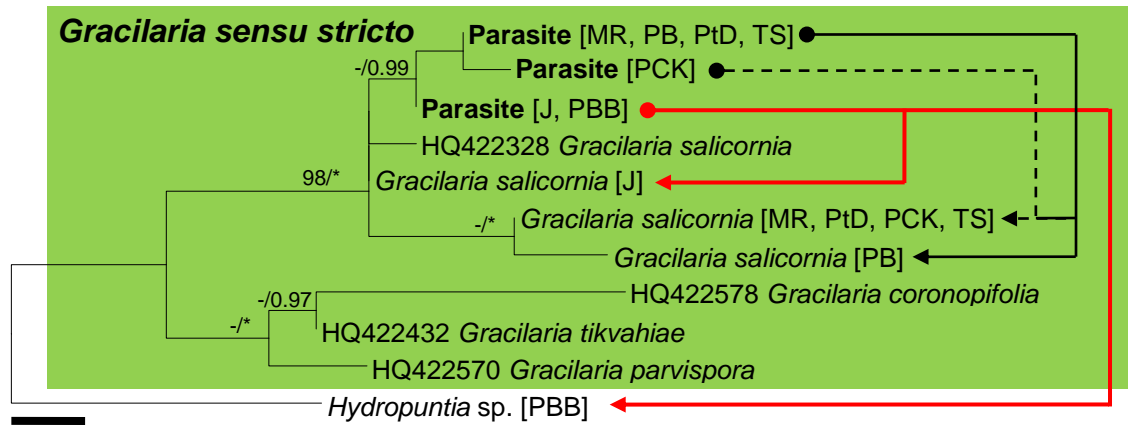 Gracilaria sensu stricto
Parasite [MR, PB, PtD, TS]
-/0.99
Parasite [PCK]
Parasite [J, PBB]
HQ422328 Gracilaria salicornia
98/*
Gracilaria salicornia [J]
-/*
Gracilaria salicornia [MR, PtD, PCK, TS]
Gracilaria salicornia [PB]
-/0.97
HQ422578 Gracilaria coronopifolia
-/*
HQ422432 Gracilaria tikvahiae
HQ422570 Gracilaria parvispora
Hydropuntia sp. [PBB]